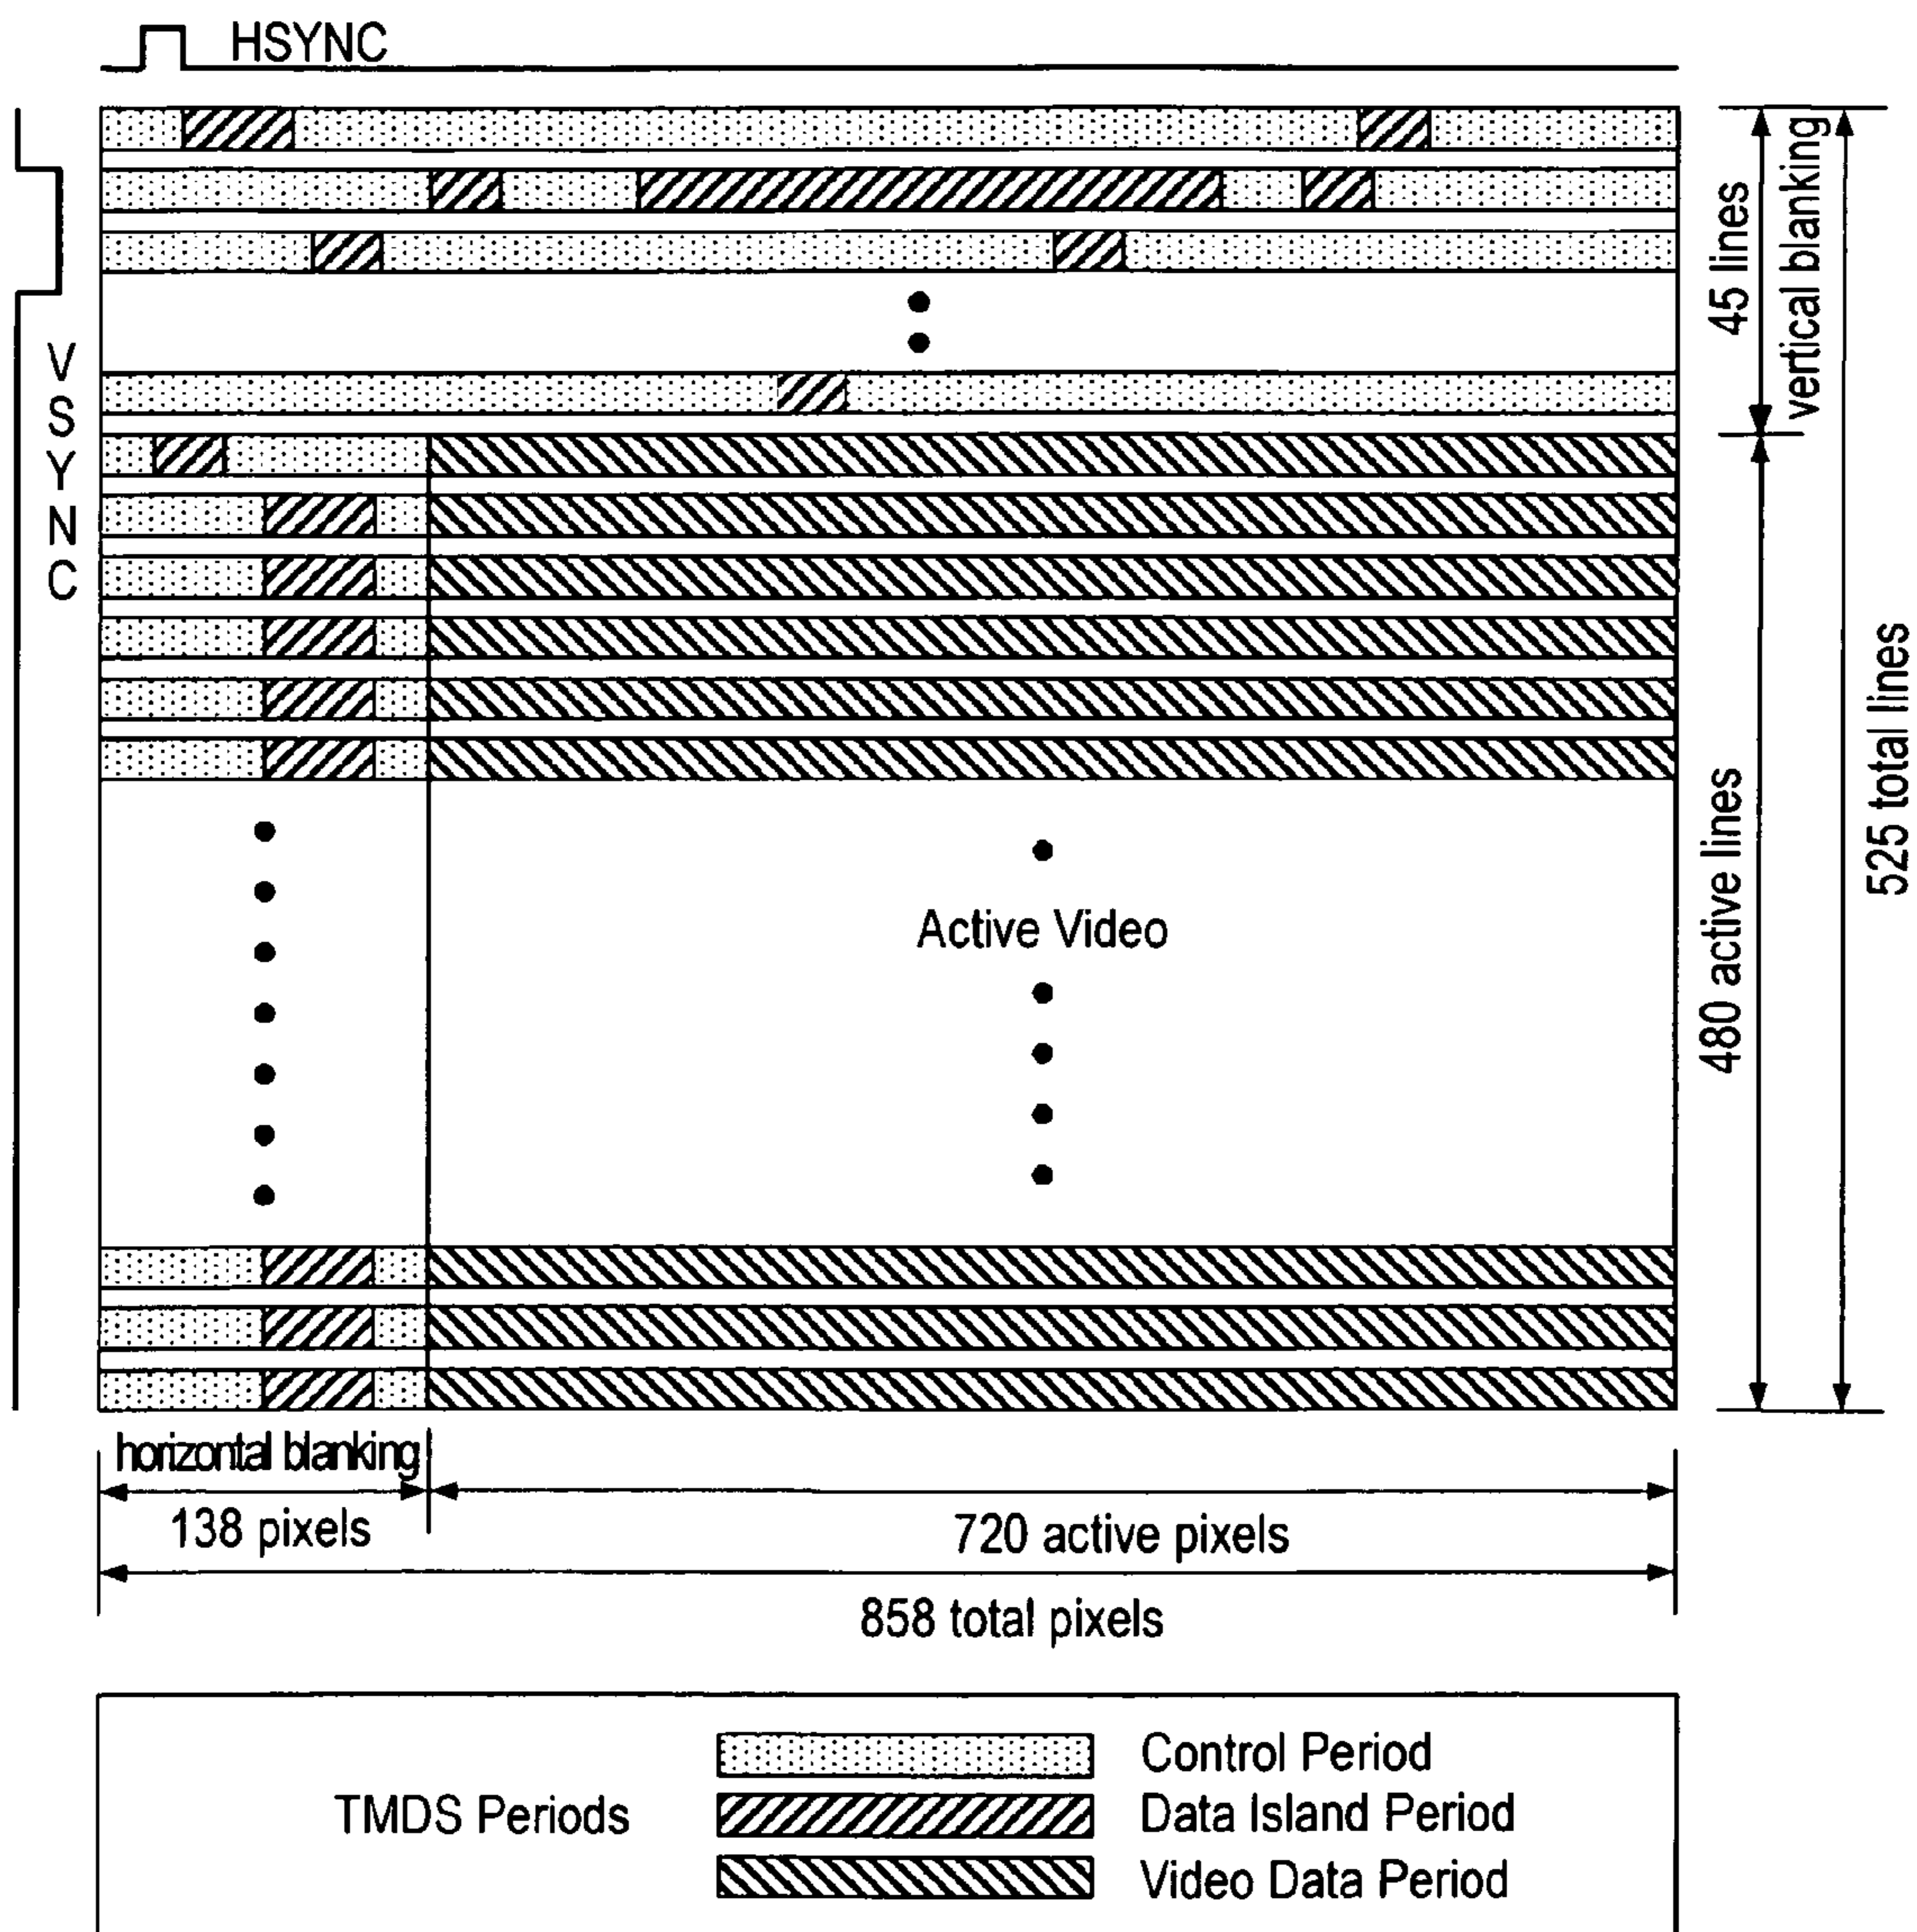 HSYNC
VSYNC
45 lines
vertical blanking
480 active lines
525 total lines
Active Video
horizontal blanking
138 pixels
720 active pixels
858 total pixels
TMDS Periods
Control Period
Data Island Period
Video Data Period